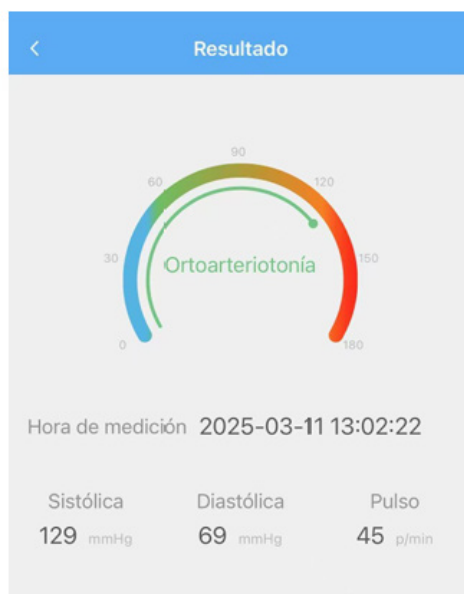 Resultado
90
60
120
30
Ortoarteriotonía
150
0
180
Hora de medición 2025-03-11 13:02:22
Sistólica Diastólica Pulso
129 mmHg 69 mmHg 45 p/min